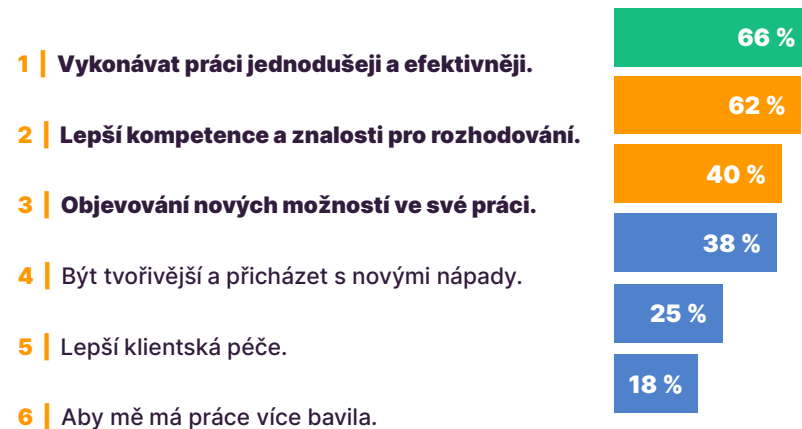 66 %
1 | Vykonávat práci jednodušeji a efektivněji.
62 %
2 | Lepší kompetence a znalosti pro rozhodování.
40 %
3 | Objevování nových možností ve své práci.
38 %
4 | Být tvořivější a přicházet s novými nápady.
25 %
5 | Lepší klientská péče.
18 %
6 | Aby mě má práce více bavila.